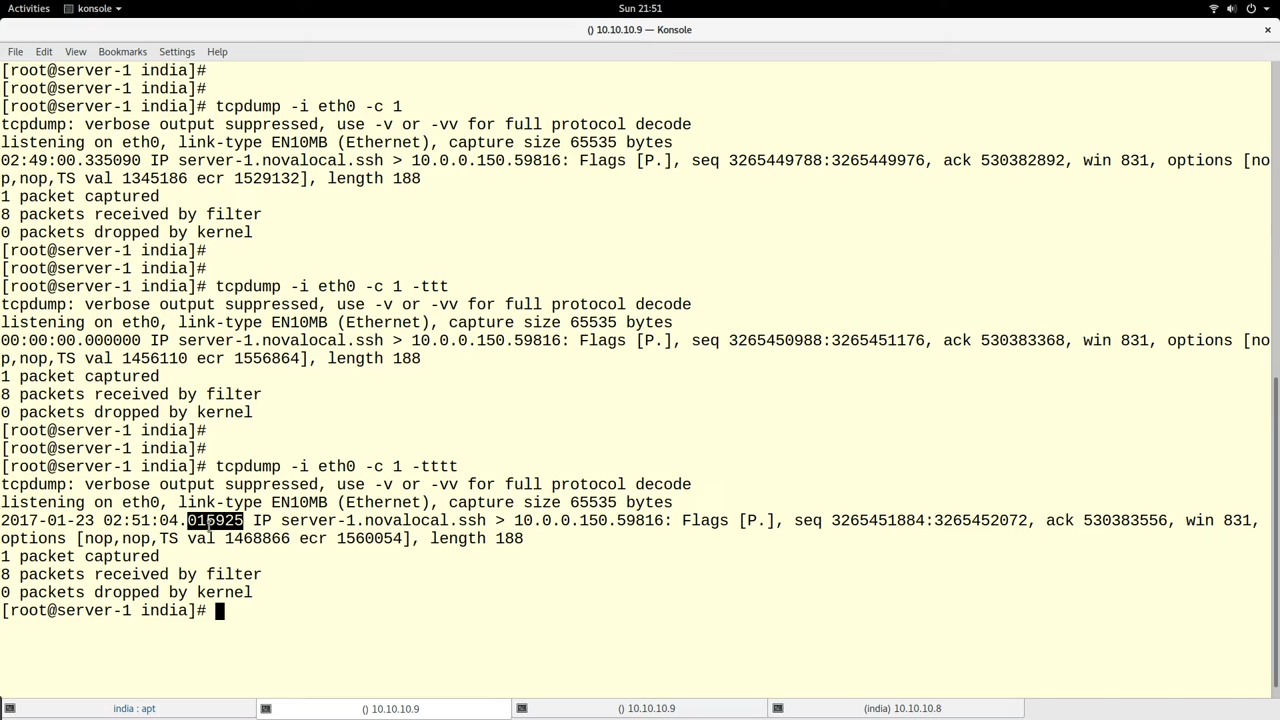 Activities konsole Sun 21:51
() 10.10.10.9 — Konsole ×
File Edit View Bookmarks Settings Help
[root@server-1 india]#
[root@server-1 india]#
[root@server-1 india]# tcpdump -i eth0 -c 1
tcpdump: verbose output suppressed, use -v or -vv for full protocol decode
listening on eth0, link-type EN10MB (Ethernet), capture size 65535 bytes
02:49:00.335090 IP server-1.novalocal.ssh > 10.0.0.150.59816: Flags [P.], seq 3265449788:3265449976, ack 530382892, win 831, options [no
p,nop,TS val 1345186 ecr 1529132], length 188
1 packet captured
8 packets received by filter
0 packets dropped by kernel
[root@server-1 india]#
[root@server-1 india]#
[root@server-1 india]# tcpdump -i eth0 -c 1 -ttt
tcpdump: verbose output suppressed, use -v or -vv for full protocol decode
listening on eth0, link-type EN10MB (Ethernet), capture size 65535 bytes
00:00:00.000000 IP server-1.novalocal.ssh > 10.0.0.150.59816: Flags [P.], seq 3265450988:3265451176, ack 530383368, win 831, options [no
p,nop,TS val 1456110 ecr 1556864], length 188
1 packet captured
8 packets received by filter
0 packets dropped by kernel
[root@server-1 india]#
[root@server-1 india]#
[root@server-1 india]# tcpdump -i eth0 -c 1 -tttt
tcpdump: verbose output suppressed, use -v or -vv for full protocol decode
listening on eth0, link-type EN10MB (Ethernet), capture size 65535 bytes
2017-01-23 02:51:04.015925 IP server-1.novalocal.ssh > 10.0.0.150.59816: Flags [P.], seq 3265451884:3265452072, ack 530383556, win 831,
options [nop,nop,TS val 1468866 ecr 1560054], length 188
1 packet captured
8 packets received by filter
0 packets dropped by kernel
[root@server-1 india]#
india : apt () 10.10.10.9 () 10.10.10.9 (india) 10.10.10.8